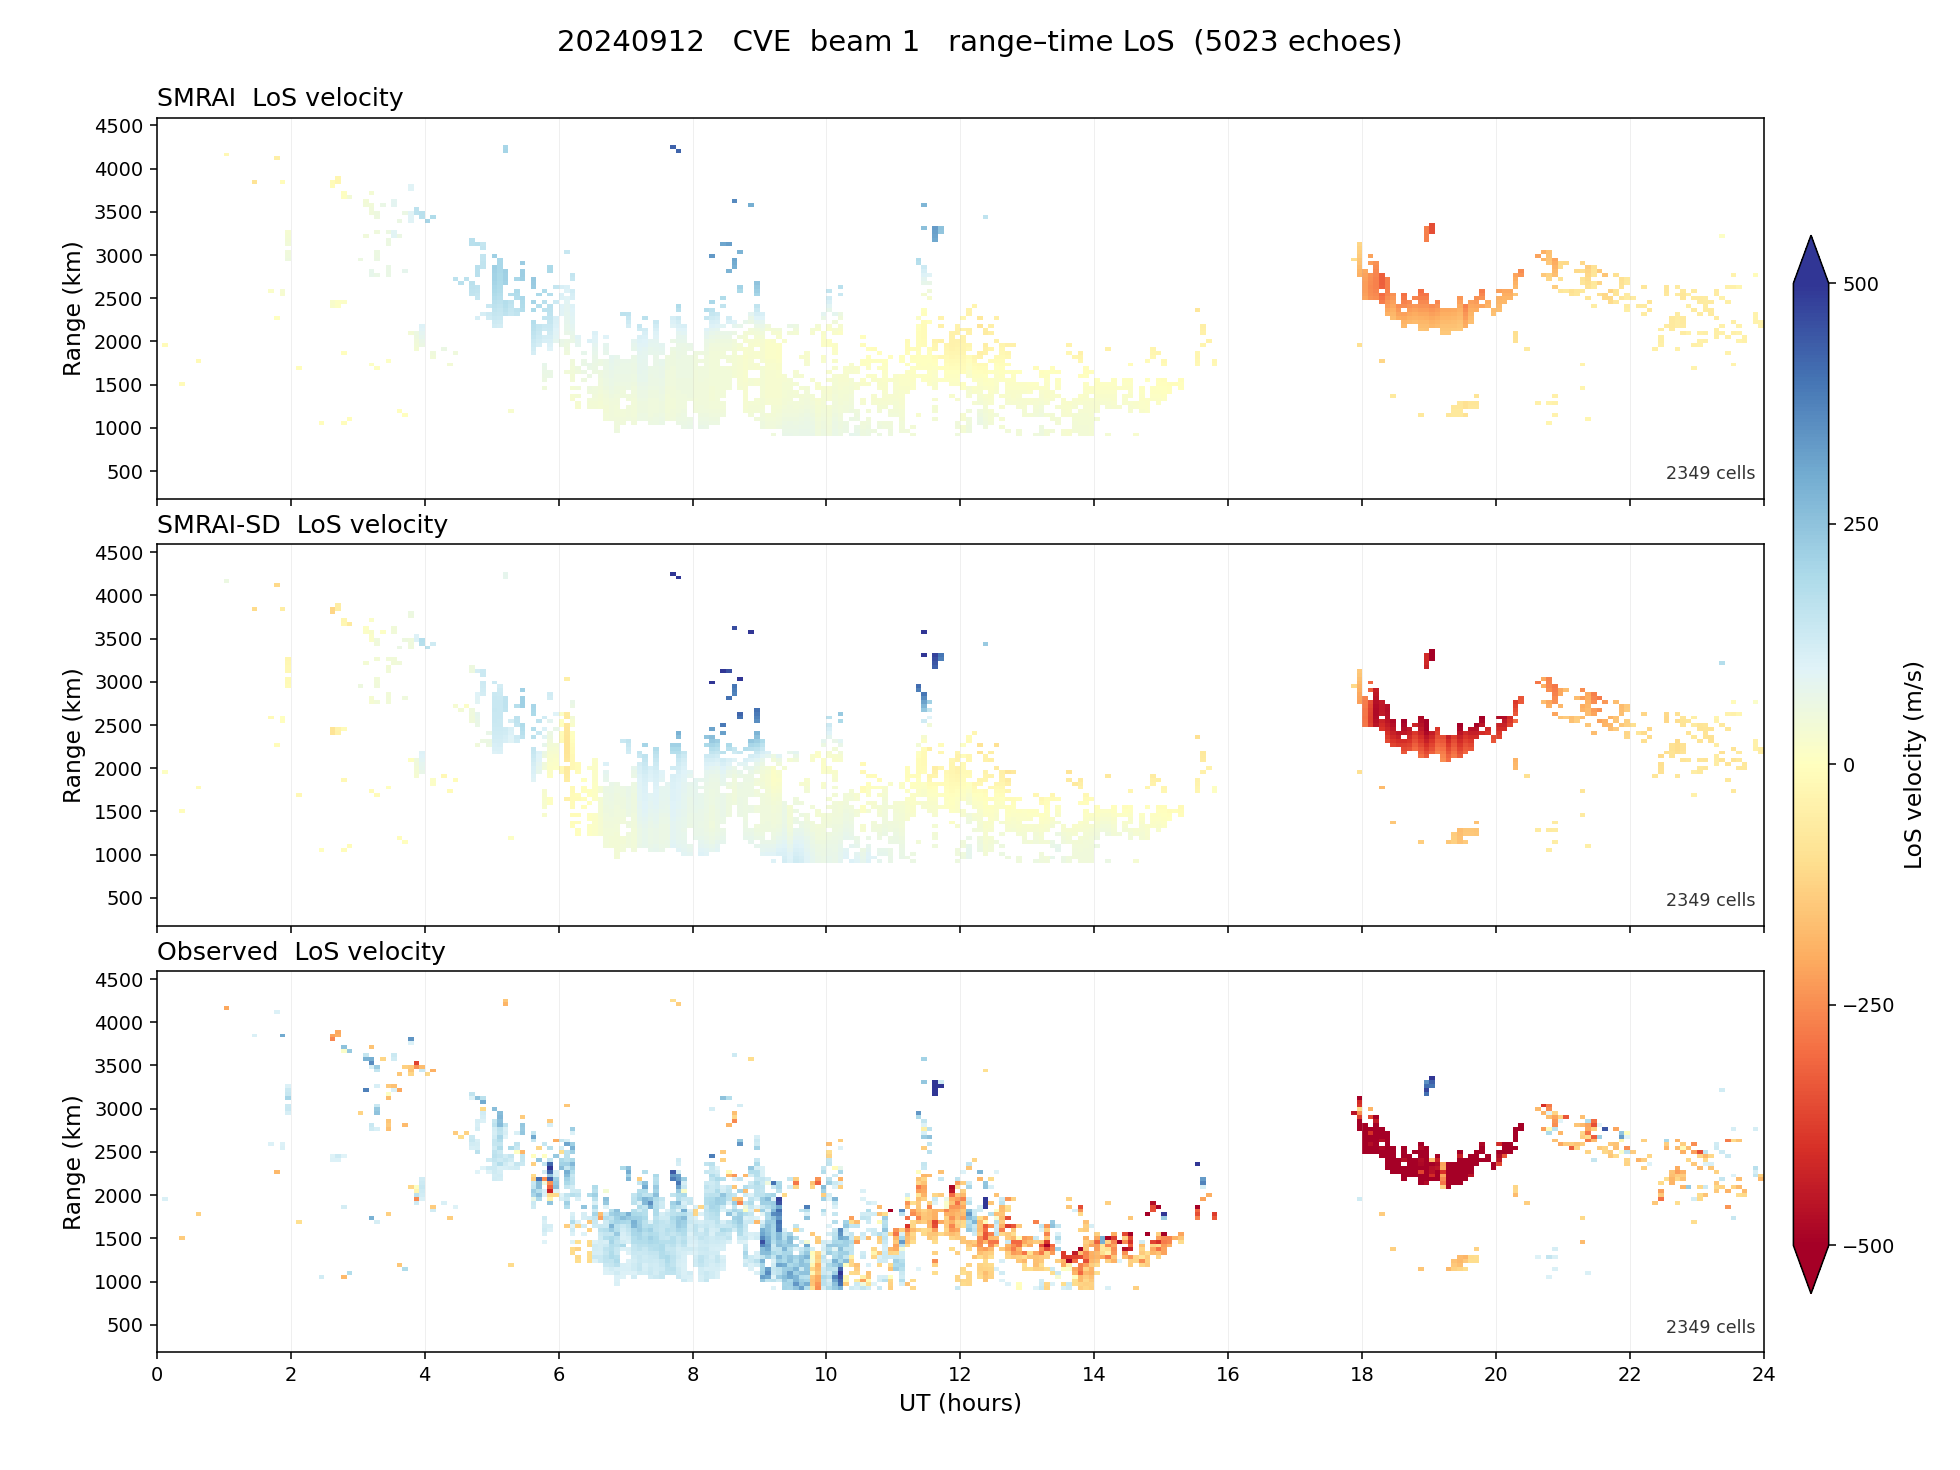 20240912   CVE  beam 1   range–time LoS  (5023 echoes)
SMRAI  LoS velocity
4500
4000
3500
3000
2500
2000
1500
1000
500
Range (km)
2349 cells
SMRAI-SD  LoS velocity
4500
4000
3500
3000
2500
2000
1500
1000
500
Range (km)
2349 cells
Observed  LoS velocity
4500
4000
3500
3000
2500
2000
1500
1000
500
Range (km)
2349 cells
0 2 4 6 8 10 12 14 16 18 20 22 24
UT (hours)
500
250
0
−250
−500
LoS velocity (m/s)